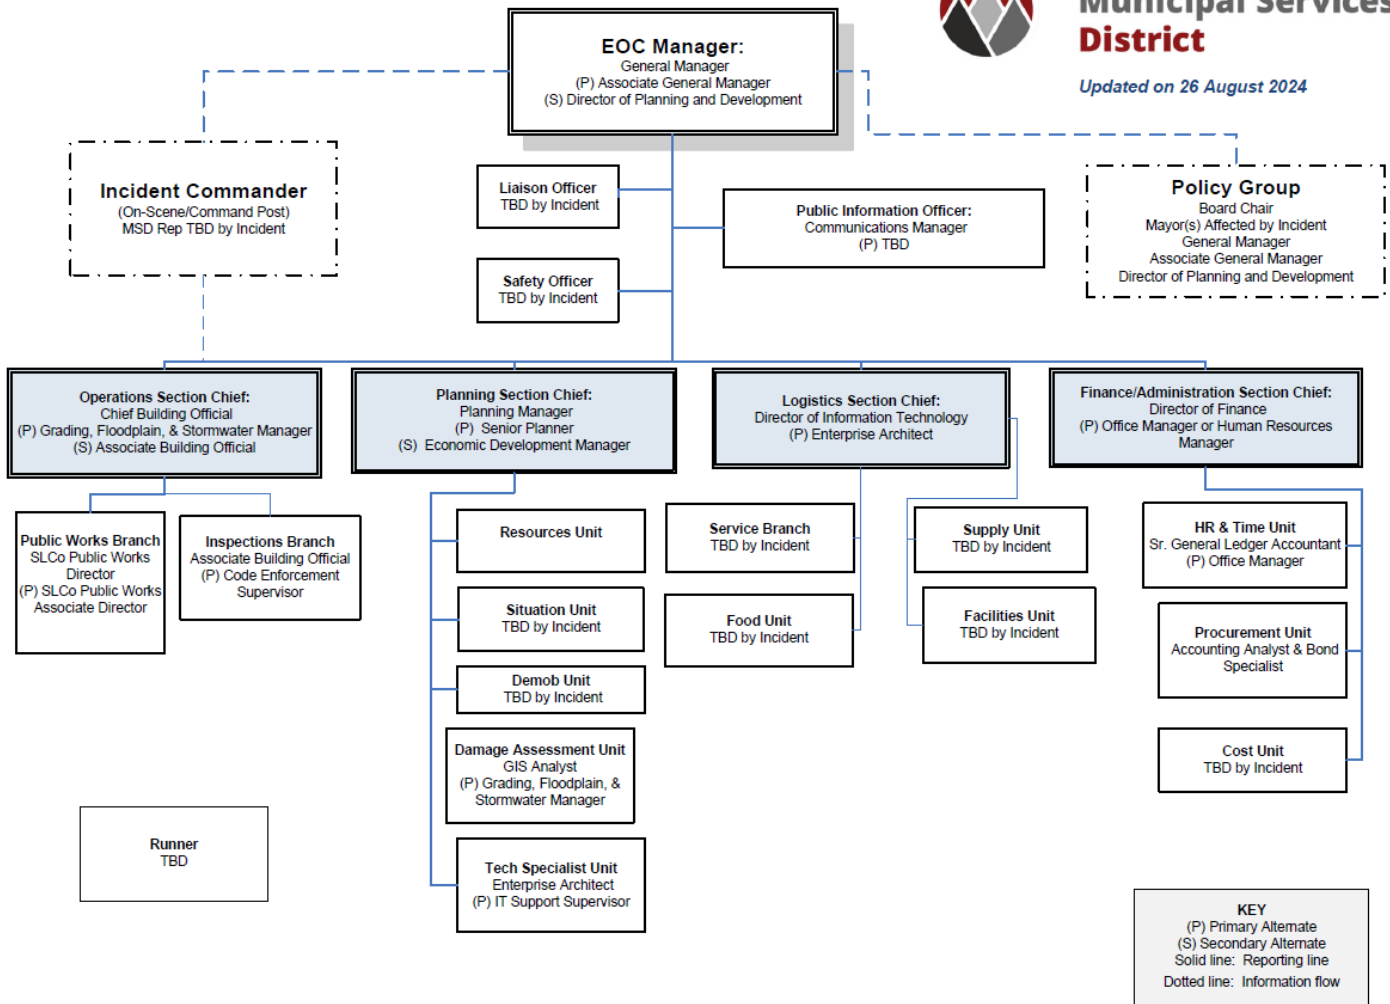 Municipal Services
District
Updated on 26 August 2024
EOC Manager:
General Manager
(P) Associate General Manager
(S) Director of Planning and Development
Incident Commander
(On-Scene/Command Post)
MSD Rep TBD by Incident
Liaison Officer
TBD by Incident
Public Information Officer:
Communications Manager
(P) TBD
Policy Group
Board Chair
Mayor(s) Affected by Incident
General Manager
Associate General Manager
Director of Planning and Development
Safety Officer
TBD by Incident
Operations Section Chief:
Chief Building Official
(P) Grading, Floodplain, & Stormwater Manager
(S) Associate Building Official
Planning Section Chief:
Planning Manager
(P) Senior Planner
(S) Economic Development Manager
Logistics Section Chief:
Director of Information Technology
(P) Enterprise Architect
Finance/Administration Section Chief:
Director of Finance
(P) Office Manager or Human Resources
Manager
Public Works Branch
SLCo Public Works
Director
(P) SLCo Public Works
Associate Director
Inspections Branch
Associate Building Official
(P) Code Enforcement
Supervisor
Resources Unit
Situation Unit
TBD by Incident
Demob Unit
TBD by Incident
Damage Assessment Unit
GIS Analyst
(P) Grading, Floodplain, &
Stormwater Manager
Tech Specialist Unit
Enterprise Architect
(P) IT Support Supervisor
Service Branch
TBD by Incident
Food Unit
TBD by Incident
Supply Unit
TBD by Incident
Facilities Unit
TBD by Incident
HR & Time Unit
Sr. General Ledger Accountant
(P) Office Manager
Procurement Unit
Accounting Analyst & Bond
Specialist
Cost Unit
TBD by Incident
Runner
TBD
KEY
(P) Primary Alternate
(S) Secondary Alternate
Solid line: Reporting line
Dotted line: Information flow